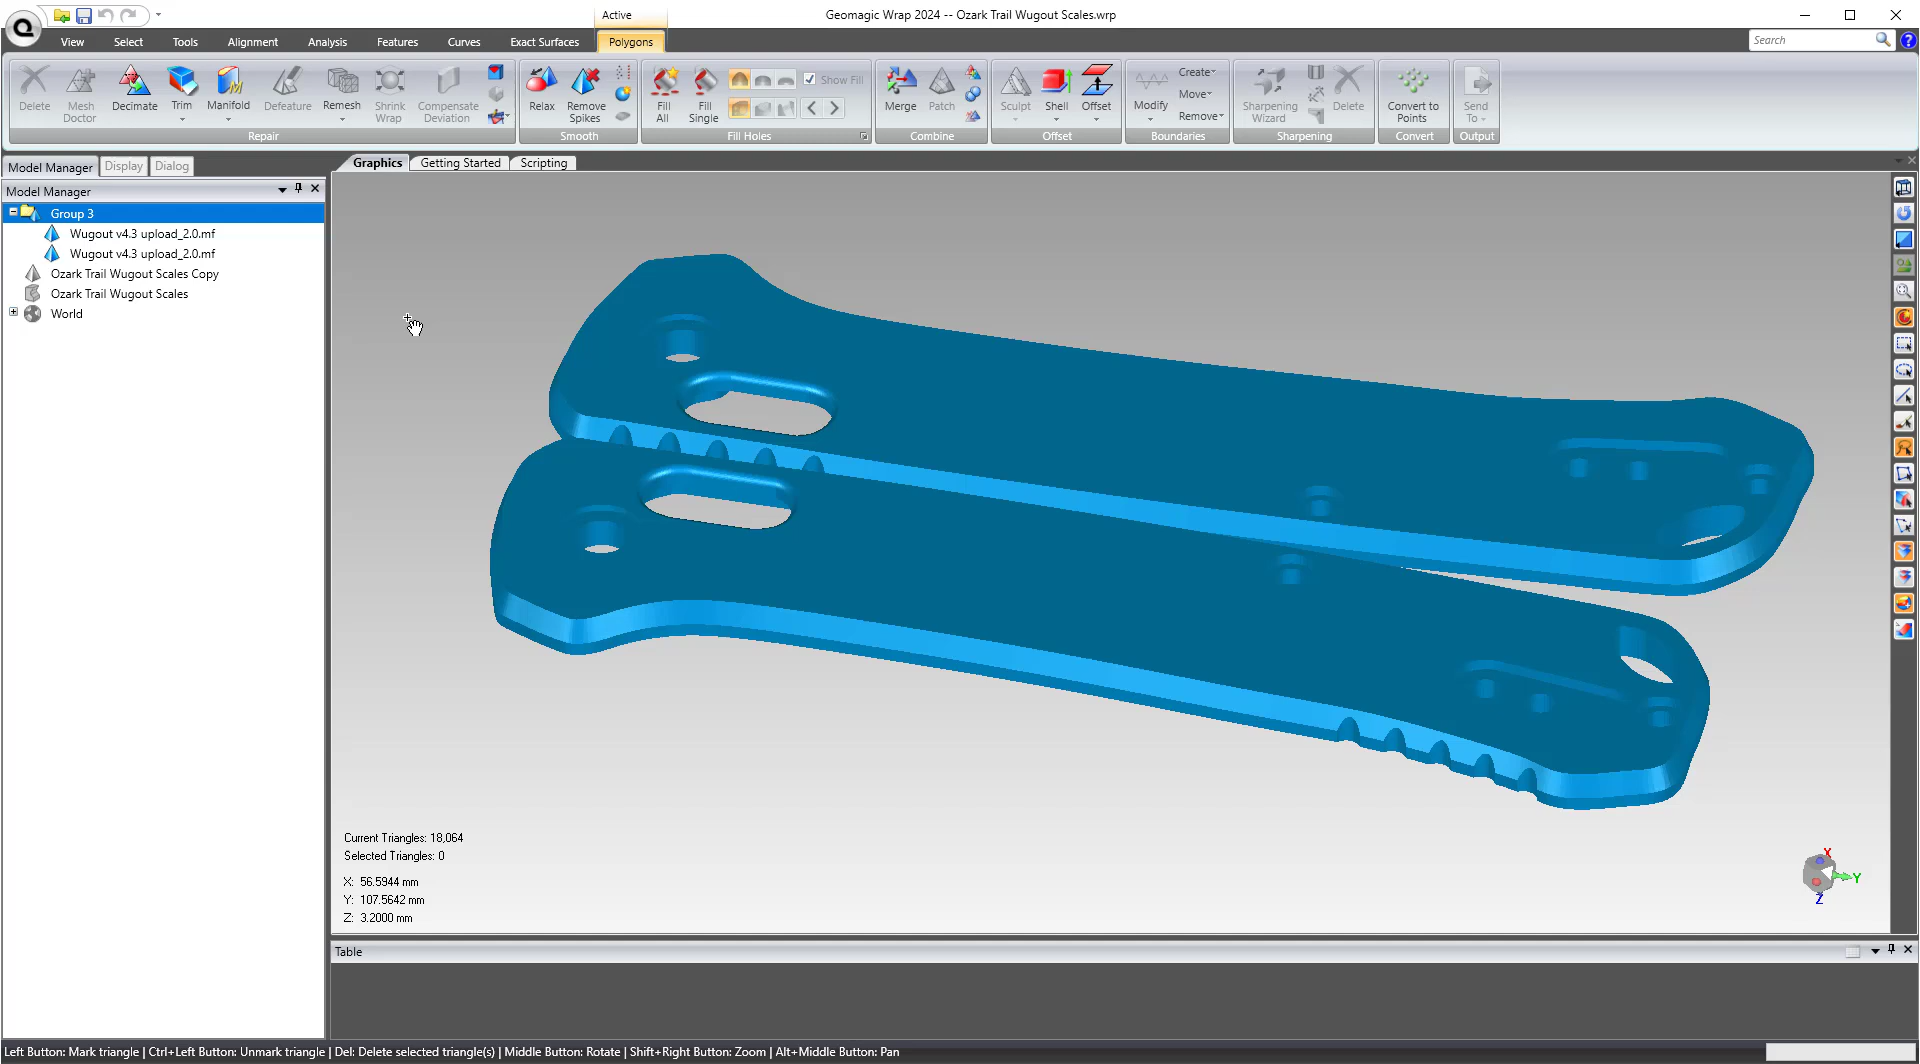 Active
Geomagic Wrap 2024 -- Ozark Trail Wugout Scales.wrp
View Select Tools Alignment Analysis Features Curves Exact Surfaces Polygons
Search
Delete Mesh Doctor Decimate Trim Manifold Defeature Remesh Shrink Wrap Compensate Deviation
Repair
Relax Remove Spikes
Smooth
Fill All Fill Single Show Fill
Fill Holes
Merge Patch
Combine
Sculpt Shell Offset
Offset
Modify Create Move Remove
Boundaries
Sharpening Wizard Delete
Sharpening
Convert to Points
Convert
Send To
Output
Model Manager Display Dialog
Graphics Getting Started Scripting
Model Manager
Group 3
Wugout v4.3 upload_2.0.mf
Wugout v4.3 upload_2.0.mf
Ozark Trail Wugout Scales Copy
Ozark Trail Wugout Scales
World
Current Triangles: 18,064
Selected Triangles: 0
X: 56.5944 mm
Y: 107.5642 mm
Z: 3.2000 mm
X
Y
Z
Table
Left Button: Mark triangle | Ctrl+Left Button: Unmark triangle | Del: Delete selected triangle(s) | Middle Button: Rotate | Shift+Right Button: Zoom | Alt+Middle Button: Pan